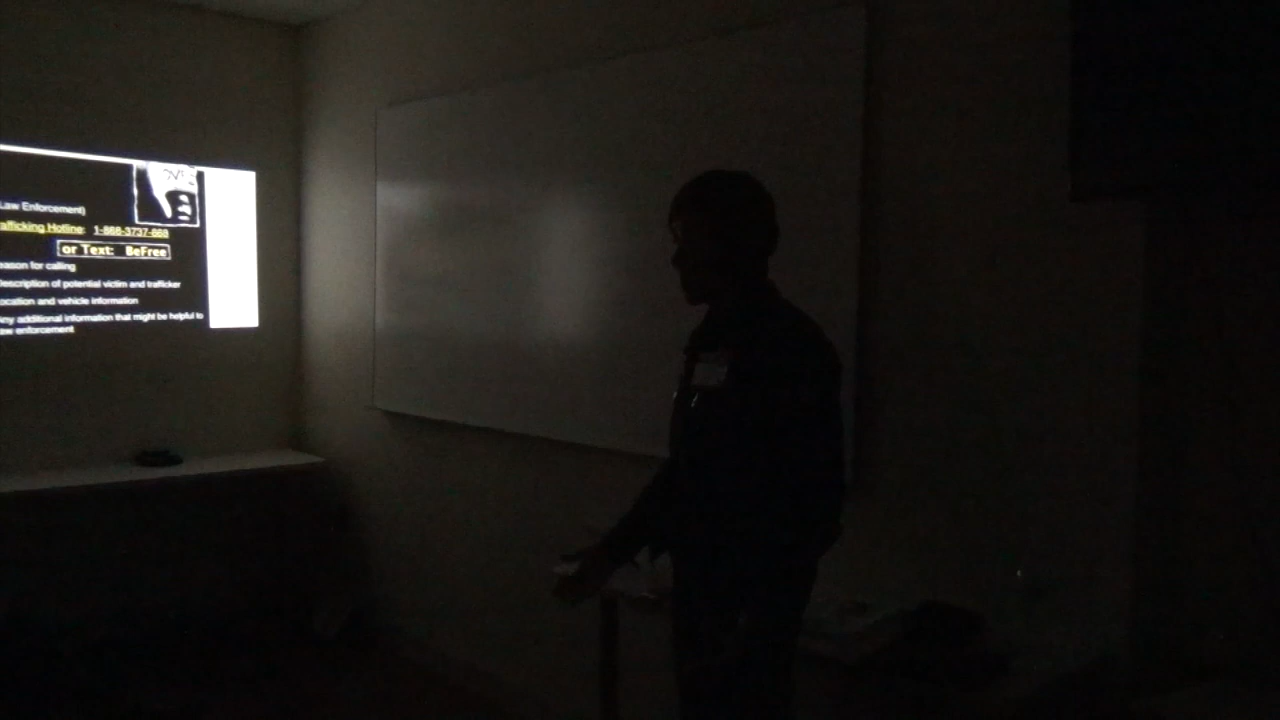 Law Enforcement)
afficking Hotline: 1-888-3737-888
or Text: BeFree
eason for calling
escription of potential victim and trafficker
ocation and vehicle information
ny additional information that might be helpful to
aw enforcement